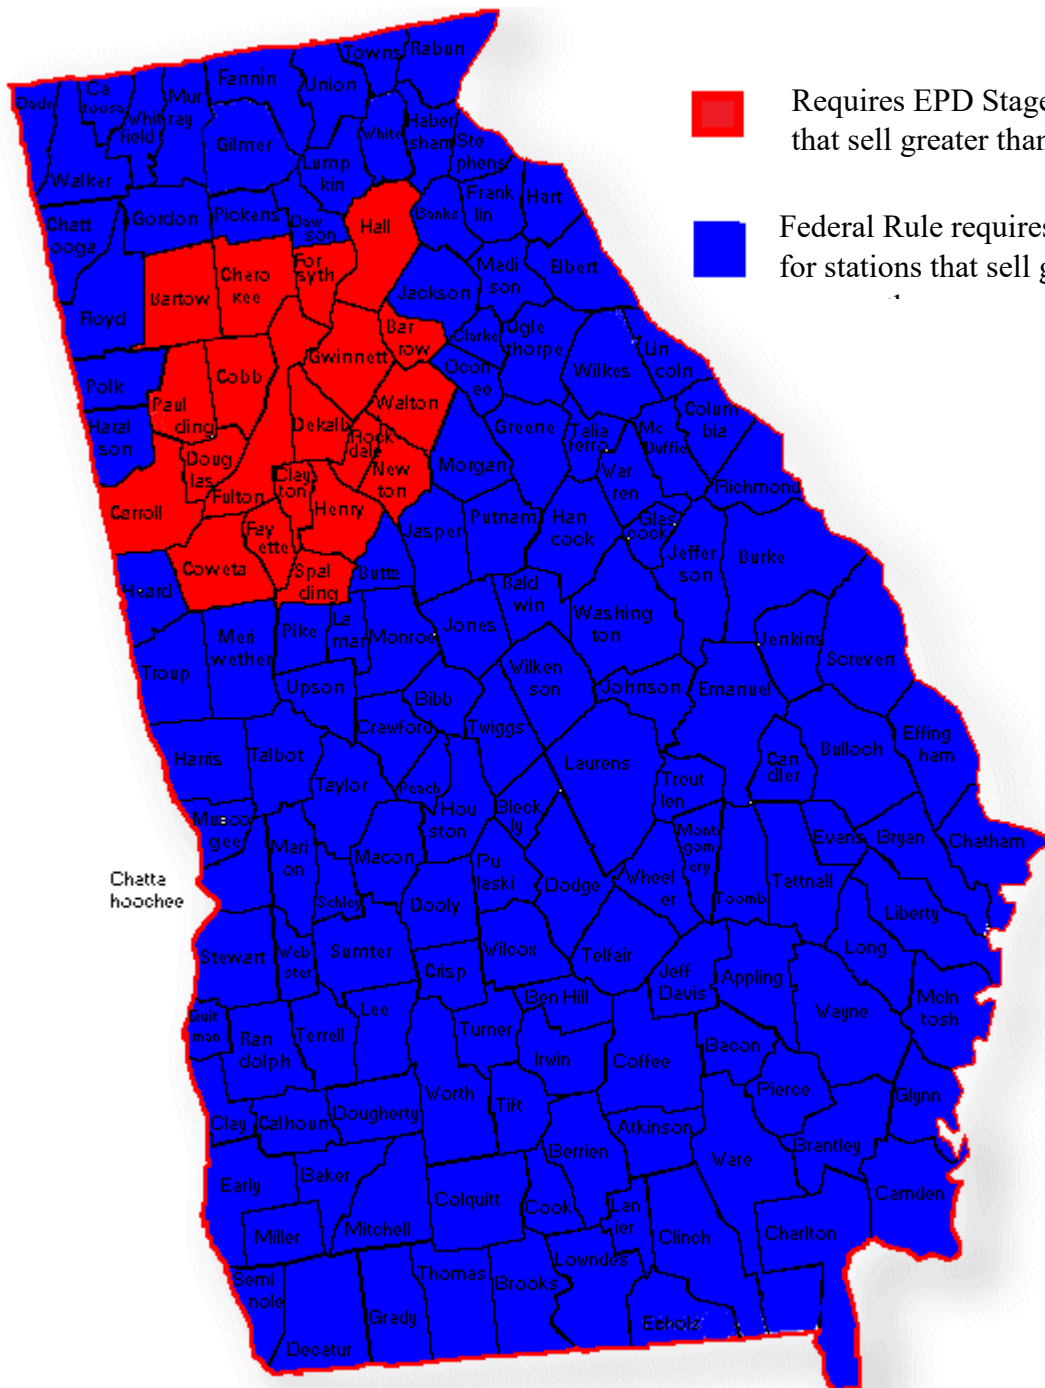 Requires EPD Stage
that sell greater than
Federal Rule requires
for stations that sell g
Towns
Rabun
Fannin
Union
Dade
Ca
toosa
Whit
field
Mur
ray
Gilmer
White
Haber
sham
Ste
phens
Walker
Lump
kin
Chatt
ooga
Gordon
Pickens
Daw
son
Hall
Banks
Frank
lin
Hart
Floyd
Bartow
Chero
kee
For
syth
Jackson
Madi
son
Elbert
Polk
Paul
ding
Cobb
Gwinnett
Bar
row
Clarke
Ogle
thorpe
Ocon
ee
Wilkes
Lin
coln
Haral
son
Doug
las
Dekalb
Rock
dale
Walton
Morgan
Greene
Talia
ferro
Mc
Duffie
Colum
bia
Carroll
Fulton
Clay
ton
Henry
New
ton
War
ren
Richmond
Coweta
Fay
ette
Spal
ding
Butts
Jasper
Putnam
Han
cock
Glas
cock
Jeffer
son
Burke
Heard
Meri
wether
Pike
La
mar
Monroe
Jones
Bald
win
Washing
ton
Jenkins
Screven
Troup
Upson
Bibb
Wilken
son
Johnson
Emanuel
Harris
Talbot
Taylor
Crawford
Peach
Twiggs
Laurens
Treut
len
Can
dler
Bulloch
Effing
ham
Musco
gee
Mari
on
Macon
Hou
ston
Bleck
ly
Mont
gom
ery
Evans
Bryan
Chatham
Chatta
hoochee
Schley
Dooly
Pu
laski
Dodge
Wheel
er
Toomb
Tattnall
Liberty
Stewart
Web
ster
Sumter
Crisp
Wilcox
Telfair
Jeff
Davis
Appling
Long
Wayne
McIn
tosh
Quit
man
Ran
dolph
Terrell
Lee
Turner
Ben Hill
Irwin
Coffee
Bacon
Pierce
Glynn
Clay
Calhoun
Dougherty
Worth
Tift
Berrien
Atkinson
Ware
Brantley
Camden
Early
Baker
Miller
Mitchell
Colquitt
Cook
Lan
ier
Clinch
Charlton
Semi
nole
Decatur
Grady
Thomas
Brooks
Lowndes
Echols